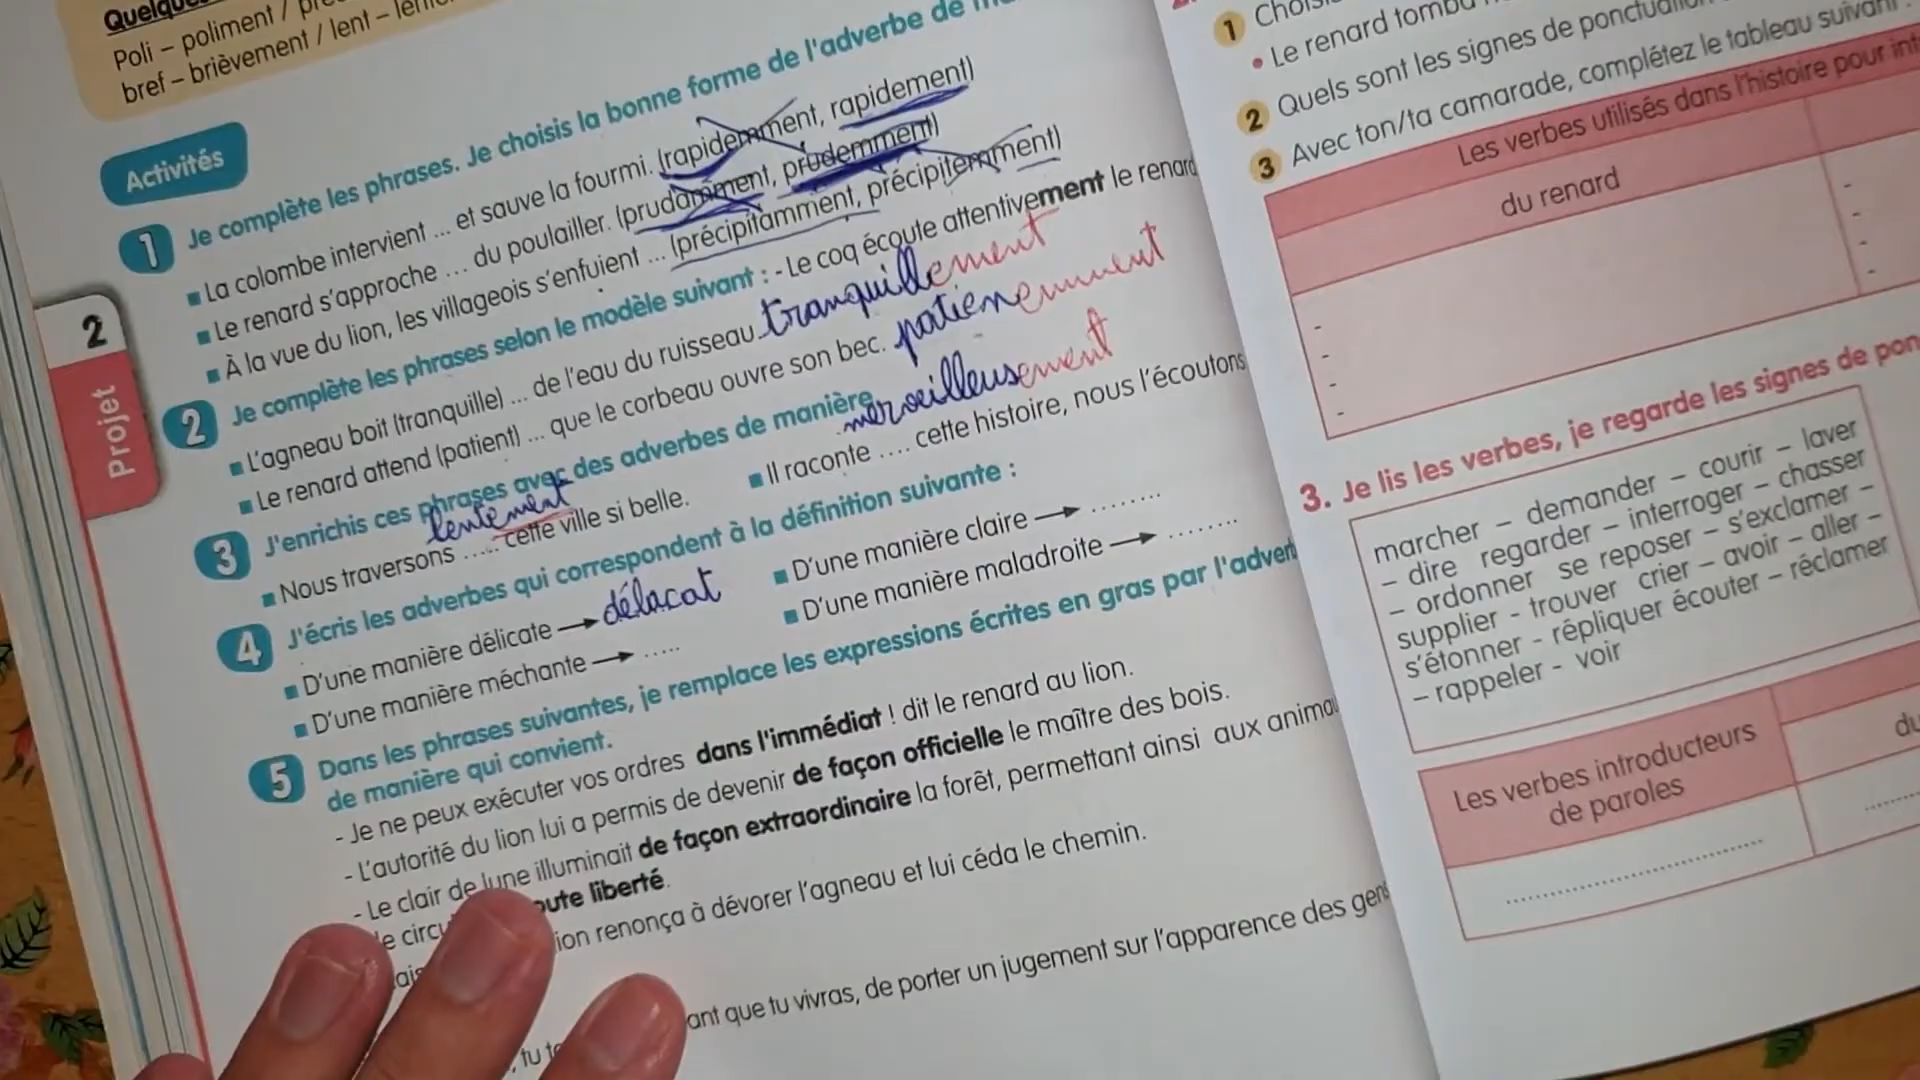 Quelques
Poli – poliment /
bref – brièvement / lent –
Activités
1 Je complète les phrases. Je choisis la bonne forme de l'adverbe de
■ La colombe intervient ... et sauve la fourmi. (rapidemment, rapidement)
■ Le renard s'approche ... du poulailler. (prudamment, prudemment)
■ À la vue du lion, les villageois s'enfuient ... (précipitamment, précipitemment)
2 Je complète les phrases selon le modèle suivant : - Le coq écoute attentivement le renard
■ L'agneau boit (tranquille) ... de l'eau du ruisseau. tranquillement
■ Le renard attend (patient) ... que le corbeau ouvre son bec. patienemment
3 J'enrichis ces phrases avec des adverbes de manière
lentement
■ Nous traversons ..... cette ville si belle.
merveilleusement
■ Il raconte .... cette histoire, nous l'écoutons
4 J'écris les adverbes qui correspondent à la définition suivante :
■ D'une manière délicate → délacat
■ D'une manière claire → ........
■ D'une manière méchante → .....
■ D'une manière maladroite → ........
5 Dans les phrases suivantes, je remplace les expressions écrites en gras par l'adverbe
de manière qui convient.
- Je ne peux exécuter vos ordres dans l'immédiat ! dit le renard au lion.
- L'autorité du lion lui a permis de devenir de façon officielle le maître des bois.
- Le clair de lune illuminait de façon extraordinaire la forêt, permettant ainsi aux
liberté.
renonça à dévorer l'agneau et lui céda le chemin.
que tu vivras, de porter un jugement sur l'apparence des gens
2
Projet
1
• Le renard
2 Quels sont les signes de ponctuation
3 Avec ton/ta camarade, complétez le tableau suivant :
Les verbes utilisés dans l'histoire pour
du renard
-
-
-
-
-
-
-
-
3. Je lis les verbes, je regarde les signes de
marcher – demander – courir – laver
– dire regarder – interroger – chasser
– ordonner se reposer – s'exclamer –
supplier - trouver crier – avoir – aller –
s'étonner - répliquer écouter – réclamer
– rappeler - voir
Les verbes introducteurs
de paroles